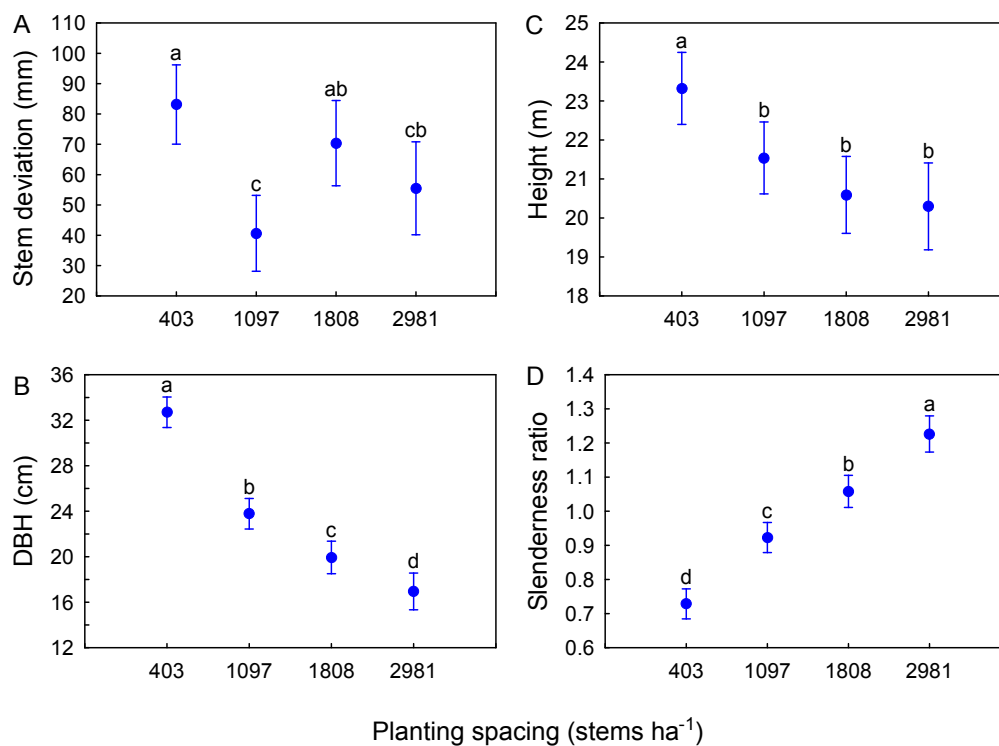 A
Stem deviation (mm)
110
100
90
80
70
60
50
40
30
20
a
c
ab
cb
403 1097 1808 2981
C
Height (m)
25
24
23
22
21
20
19
18
a
b
b
b
403 1097 1808 2981
B
DBH (cm)
36
32
28
24
20
16
12
a
b
c
d
403 1097 1808 2981
D
Slenderness ratio
1.4
1.3
1.2
1.1
1.0
0.9
0.8
0.7
0.6
d
c
b
a
403 1097 1808 2981
Planting spacing (stems ha⁻¹)